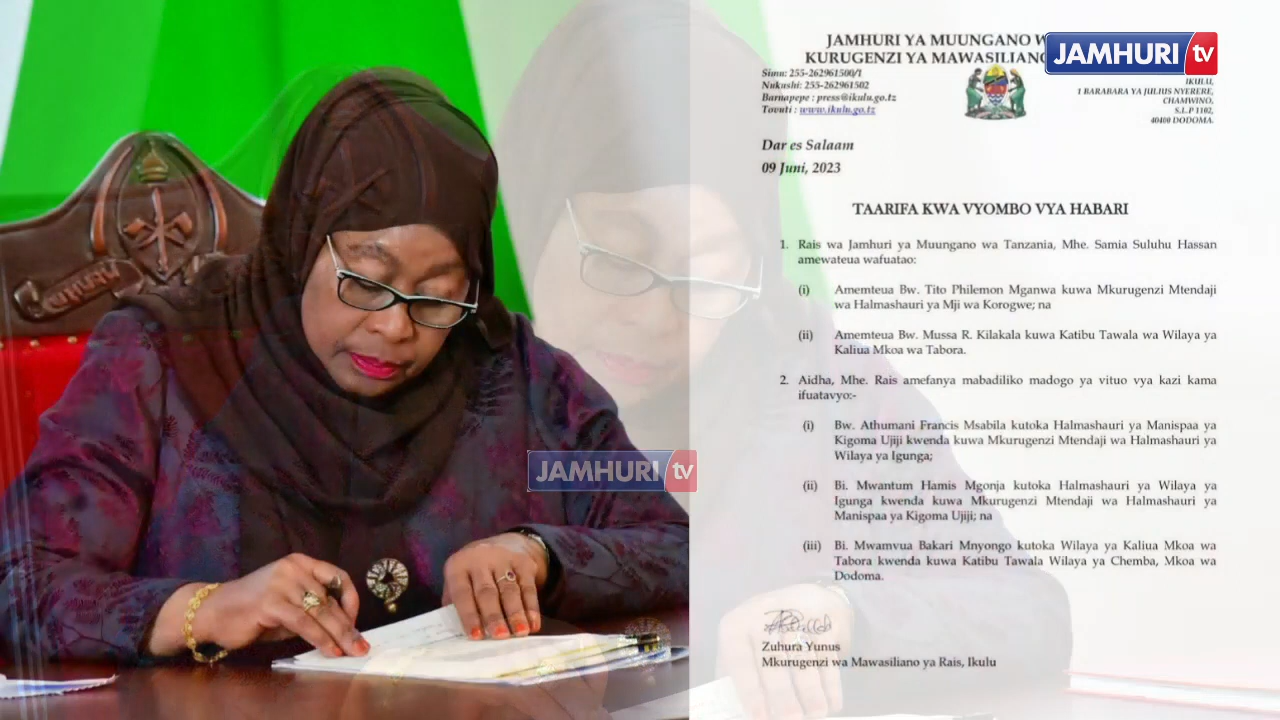 JAMHURI YA MUUNGANO W
KURUGENZI YA MAWASILIANO
JAMHURI tv
Simu: 255-262961500/1
Nukushi: 255-262961502
Barnapepe : press@ikulu.go.tz
Tovuti : www.ikulu.go.tz
IKULU,
1 BARABARA YA JULIUS NYERERE,
CHAMWINO,
S.L.P 1102,
40400 DODOMA.
Dar es Salaam
09 Juni, 2023
TAARIFA KWA VYOMBO VYA HABARI
1. Rais wa Jamhuri ya Muungano wa Tanzania, Mhe. Samia Suluhu Hassan
amewateua wafuatao:
(i) Amemteua Bw. Tito Philemon Mganwa kuwa Mkurugenzi Mtendaji
wa Halmashauri ya Mji wa Korogwe; na
(ii) Amemteua Bw. Mussa R. Kilakala kuwa Katibu Tawala wa Wilaya ya
Kaliua Mkoa wa Tabora.
2. Aidha, Mhe. Rais amefanya mabadiliko madogo ya vituo vya kazi kama
ifuatavyo:-
(i) Bw. Athumani Francis Msabila kutoka Halmashauri ya Manispaa ya
Kigoma Ujiji kwenda kuwa Mkurugenzi Mtendaji wa Halmashauri ya
Wilaya ya Igunga;
(ii) Bi. Mwantum Hamis Mgonja kutoka Halmashauri ya Wilaya ya
Igunga kwenda kuwa Mkurugenzi Mtendaji wa Halmashauri ya
Manispaa ya Kigoma Ujiji; na
(iii) Bi. Mwamvua Bakari Mnyongo kutoka Wilaya ya Kaliua Mkoa wa
Tabora kwenda kuwa Katibu Tawala Wilaya ya Chemba, Mkoa wa
Dodoma.
Zuhura Yunus
Mkurugenzi wa Mawasiliano ya Rais, Ikulu
JAMHURI tv